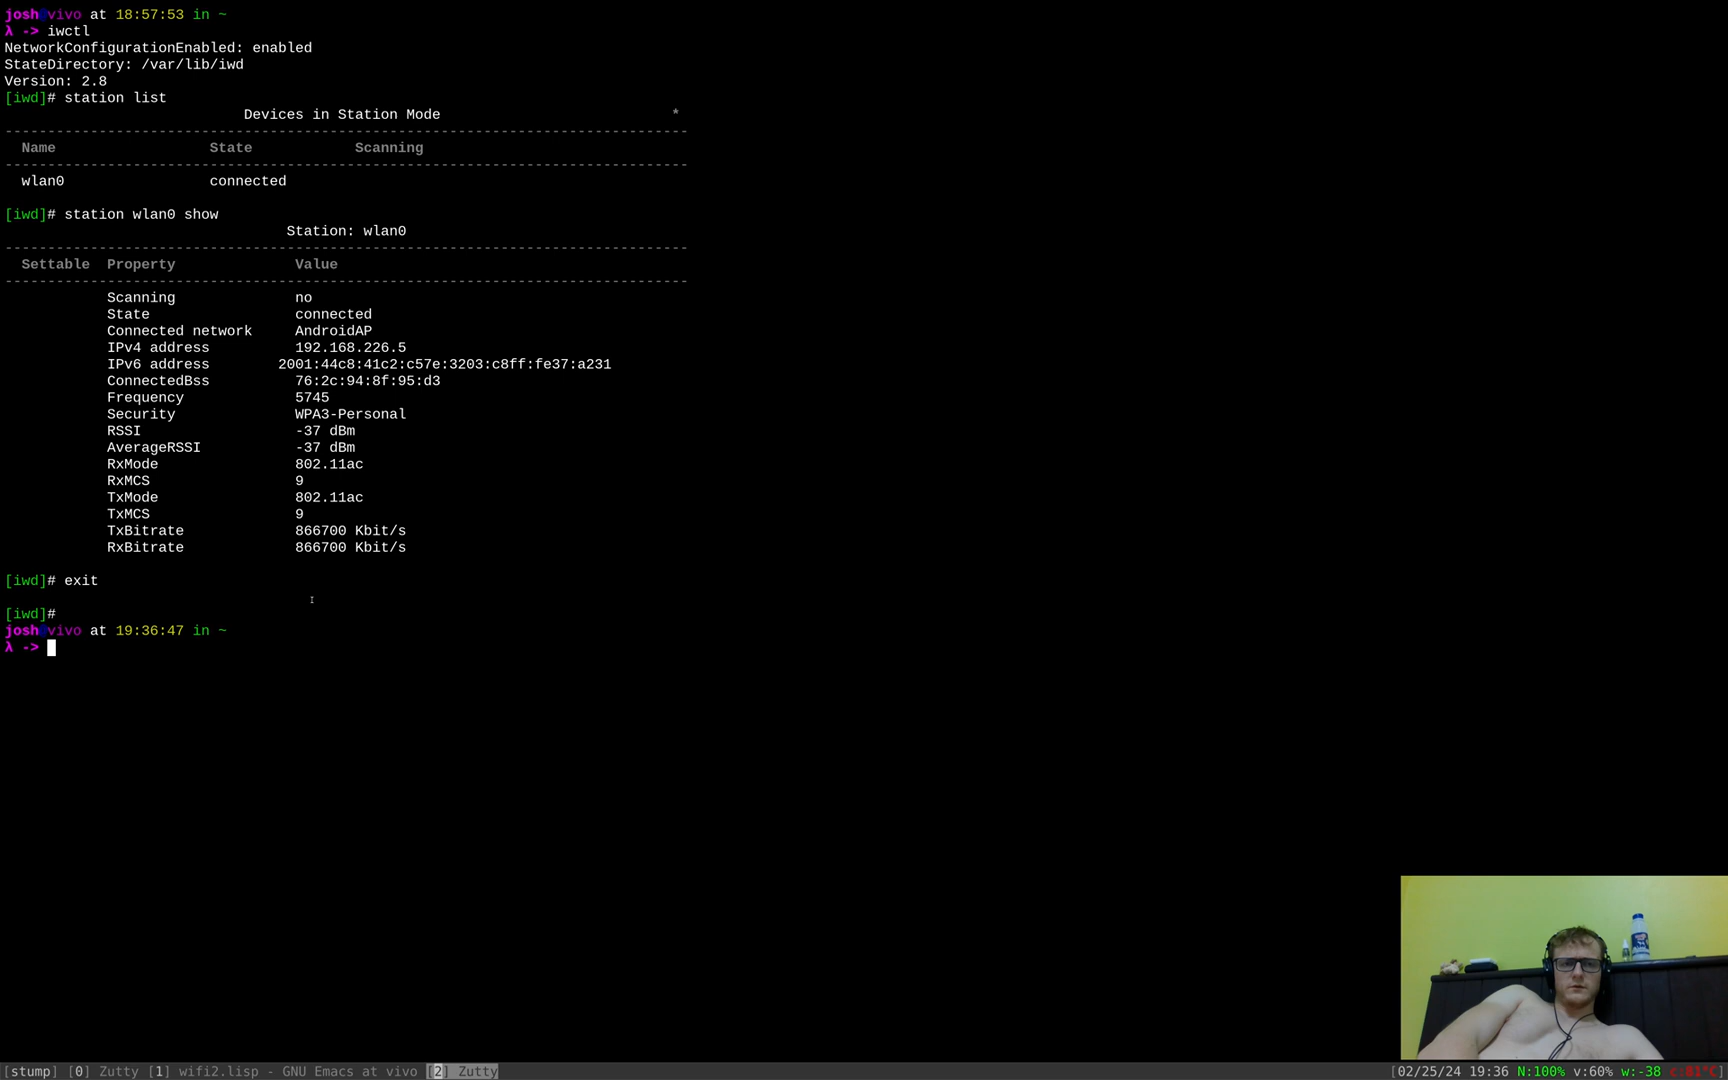 josh@vivo at 18:57:53 in ~
λ -> iwctl
NetworkConfigurationEnabled: enabled
StateDirectory: /var/lib/iwd
Version: 2.8
[iwd]# station list
Devices in Station Mode *
--------------------------------------------------------------------------------
Name State Scanning
--------------------------------------------------------------------------------
wlan0 connected
[iwd]# station wlan0 show
Station: wlan0
--------------------------------------------------------------------------------
Settable Property Value
--------------------------------------------------------------------------------
Scanning no
State connected
Connected network AndroidAP
IPv4 address 192.168.226.5
IPv6 address 2001:44c8:41c2:c57e:3203:c8ff:fe37:a231
ConnectedBss 76:2c:94:8f:95:d3
Frequency 5745
Security WPA3-Personal
RSSI -37 dBm
AverageRSSI -37 dBm
RxMode 802.11ac
RxMCS 9
TxMode 802.11ac
TxMCS 9
TxBitrate 866700 Kbit/s
RxBitrate 866700 Kbit/s
[iwd]# exit
[iwd]#
josh@vivo at 19:36:47 in ~
λ ->
[stump] [0] Zutty [1] wifi2.lisp - GNU Emacs at vivo [2] Zutty [02/25/24 19:36 N:100% v:60% w:-38 c:81°C]